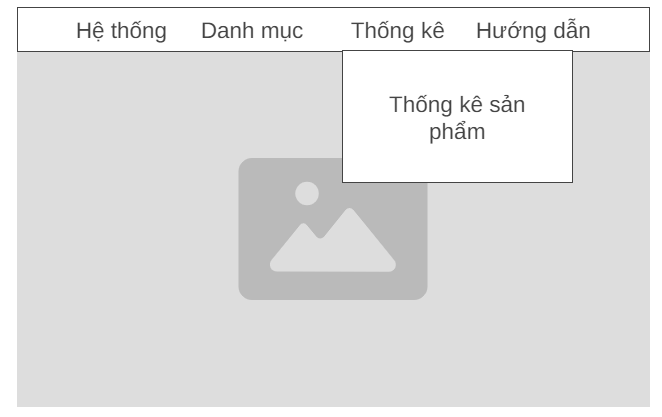 Hệ thống Danh mục Thống kê Hướng dẫn
Thống kê sản
phẩm